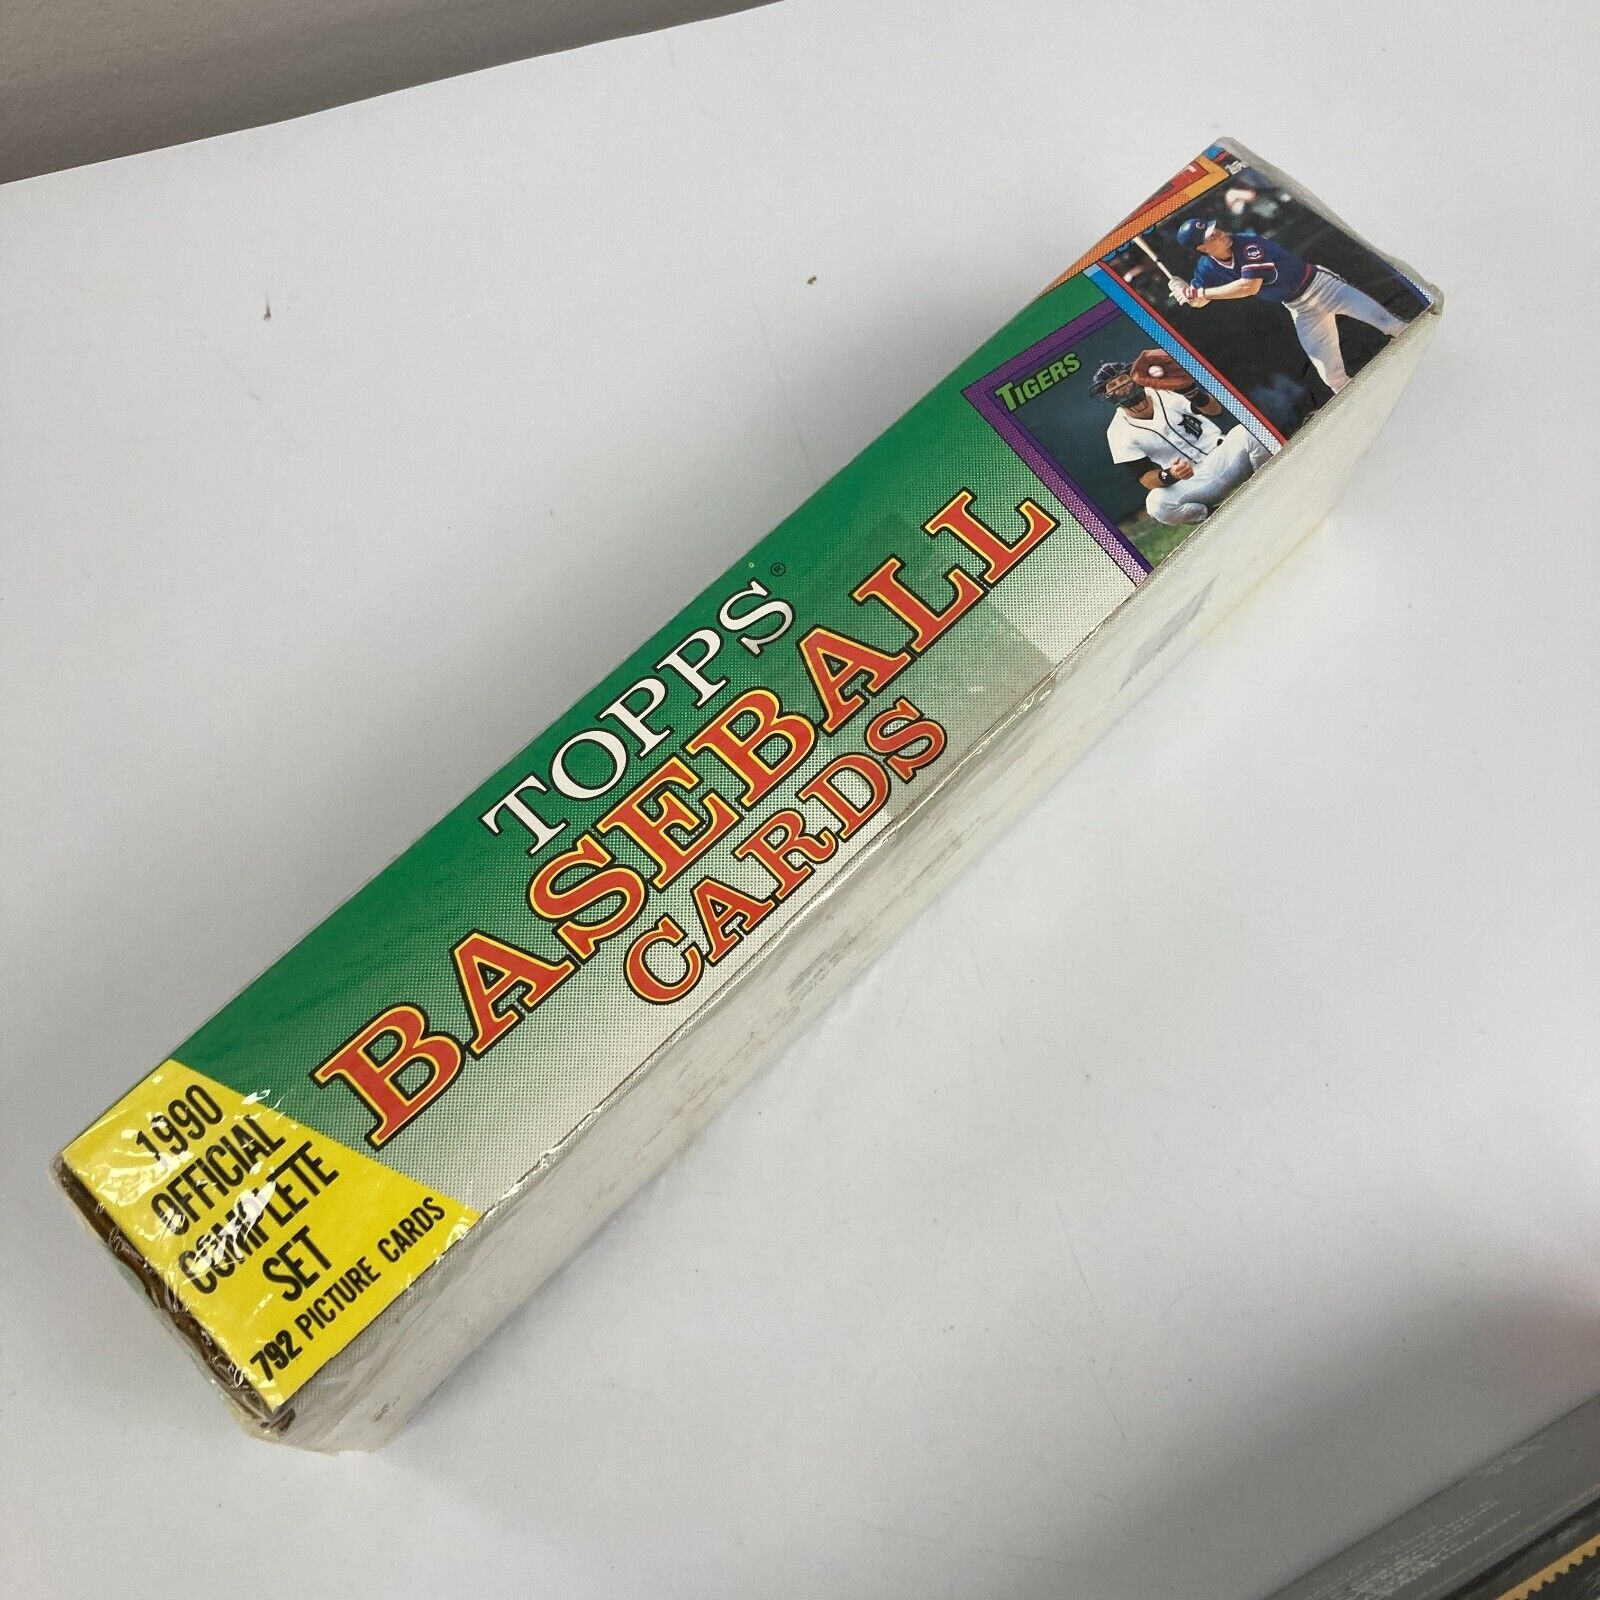 TOPPS®
BASEBALL
CARDS
1990
OFFICIAL
COMPLETE
SET
792 PICTURE CARDS
TIGERS